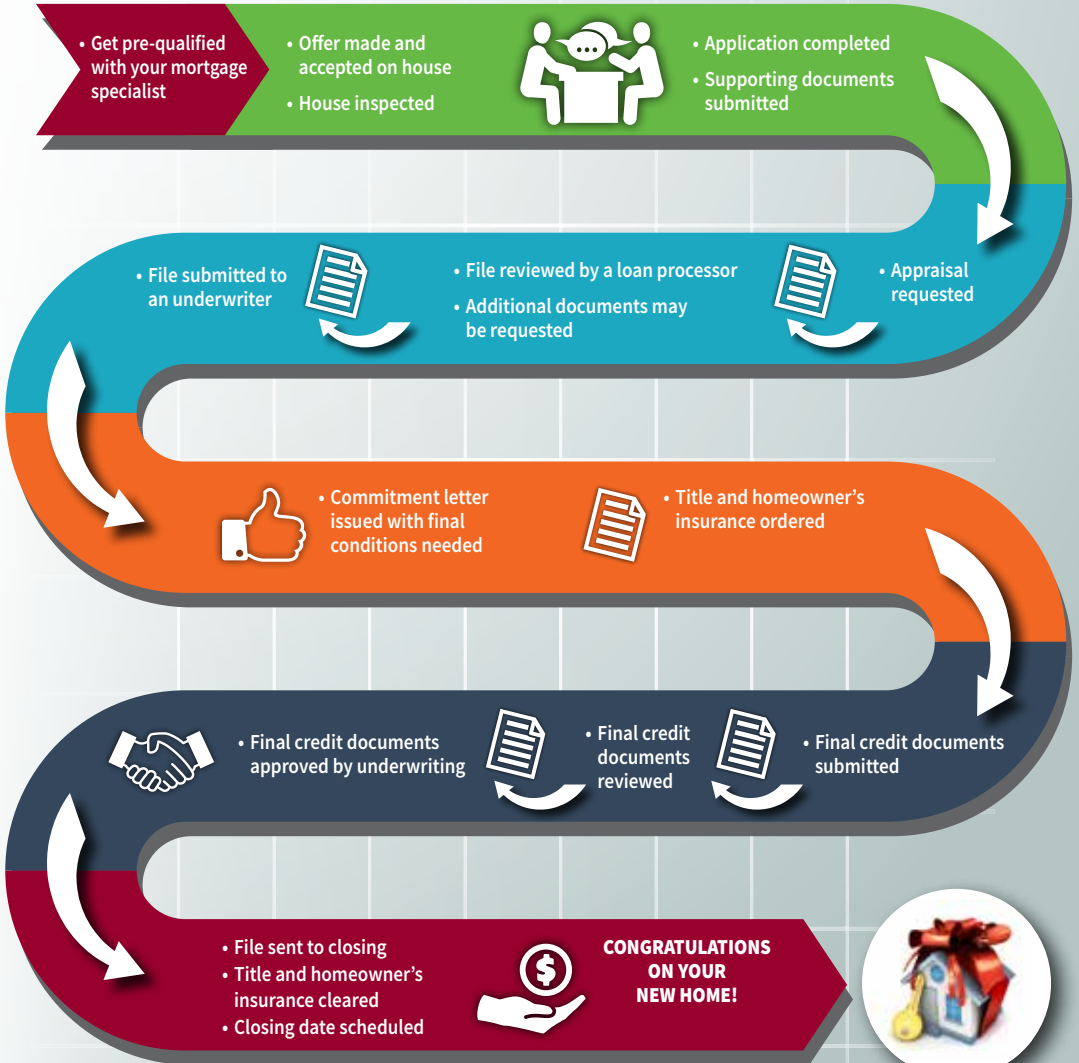 • Get pre-qualified
with your mortgage
specialist
• Offer made and
accepted on house
• House inspected
• Application completed
• Supporting documents
submitted
• Appraisal
requested
• File reviewed by a loan processor
• Additional documents may
be requested
• File submitted to
an underwriter
• Commitment letter
issued with final
conditions needed
• Title and homeowner's
insurance ordered
• Final credit documents
submitted
• Final credit
documents
reviewed
• Final credit documents
approved by underwriting
• File sent to closing
• Title and homeowner's
insurance cleared
• Closing date scheduled
$
CONGRATULATIONS
ON YOUR
NEW HOME!